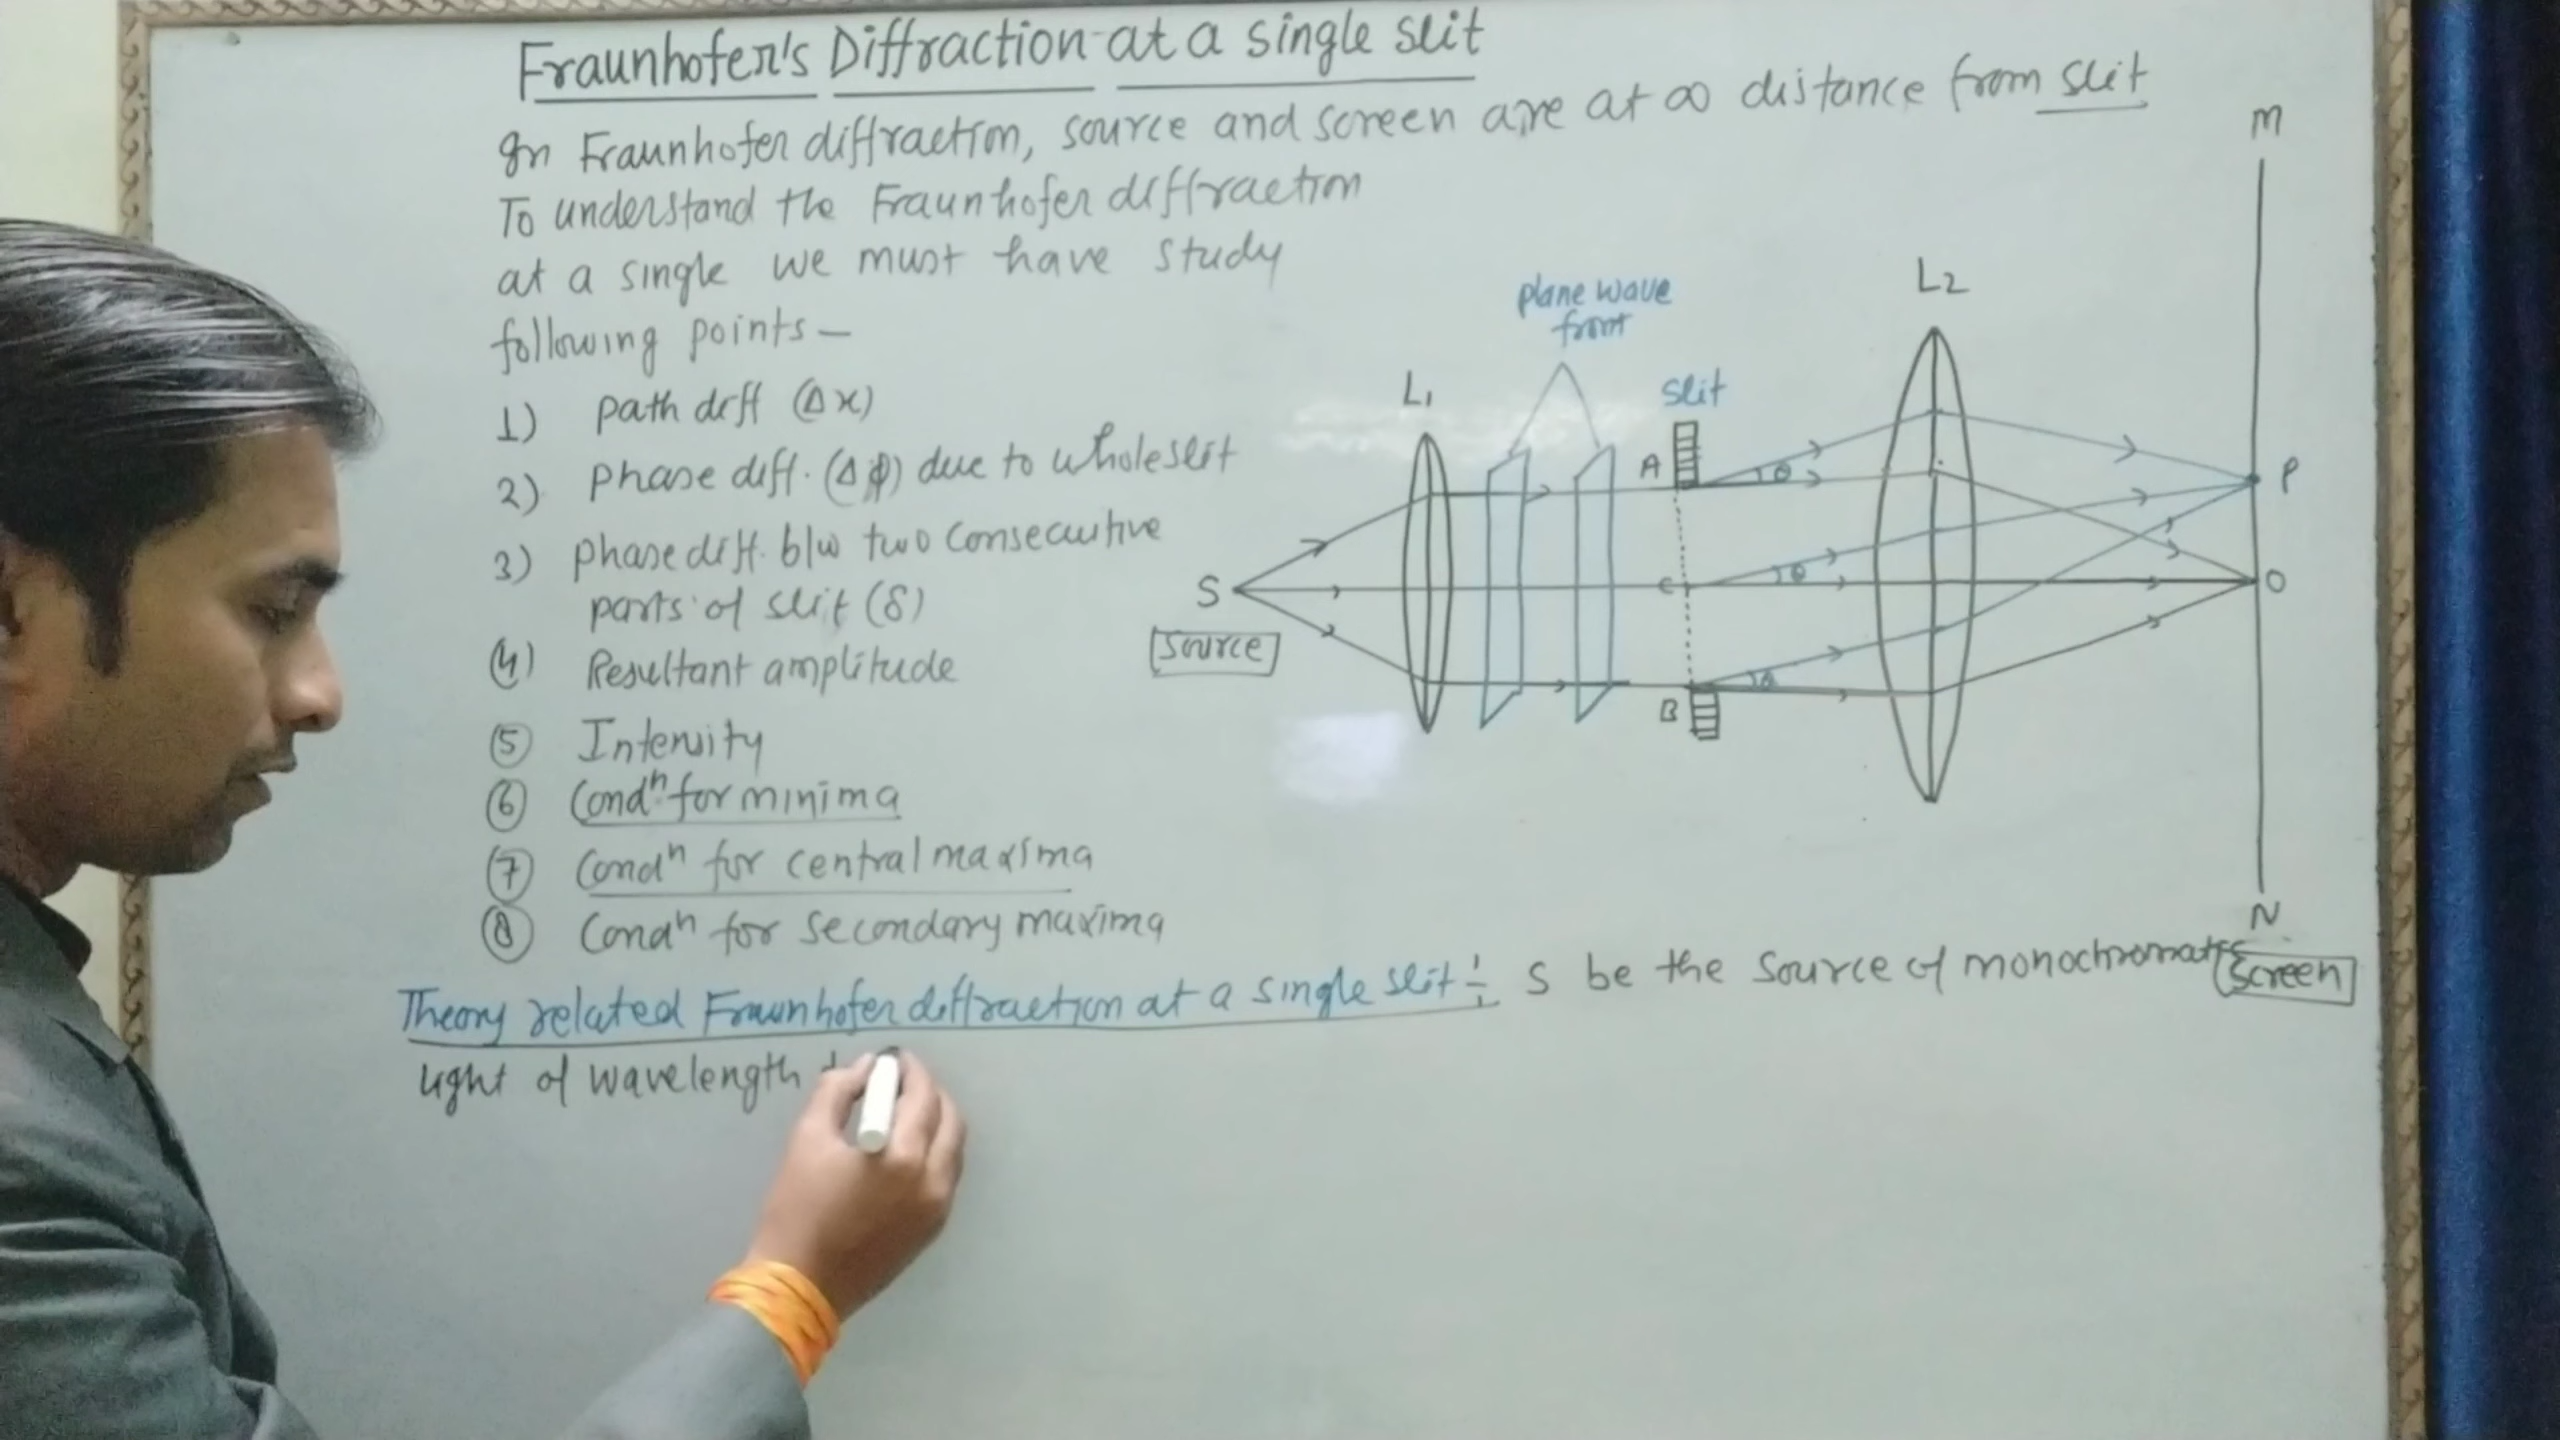 Fraunhofer's Diffraction at a single slit
In Fraunhofer diffraction, source and screen are at ∞ distance from slit
To understand the Fraunhofer diffraction
at a single we must have study
following points-
1) path diff (Δx)
2) Phase diff. (Δφ) due to whole slit
3) phase diff. b/w two consecutive
parts of slit (δ)
(4) Resultant amplitude
(5) Intensity
(6) Condⁿ for minima
(7) Condⁿ for central maxima
(8) Condⁿ for secondary maxima
Theory related Fraunhofer diffraction at a single slit :- S be the source of monochromatic
light of wavelength
plane wave
front
L1
slit
L2
M
A
θ
P
S
C
θ
O
source
B
θ
N
Screen